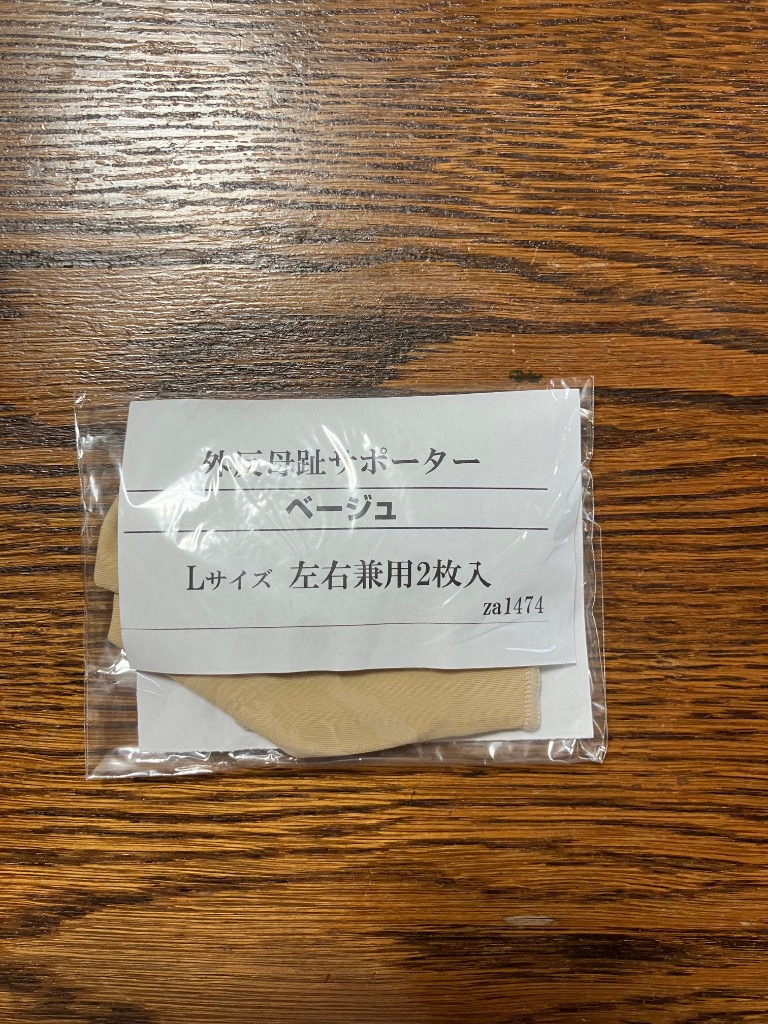 外反母趾サポーター
ベージュ
Lサイズ 左右兼用2枚入
za1474